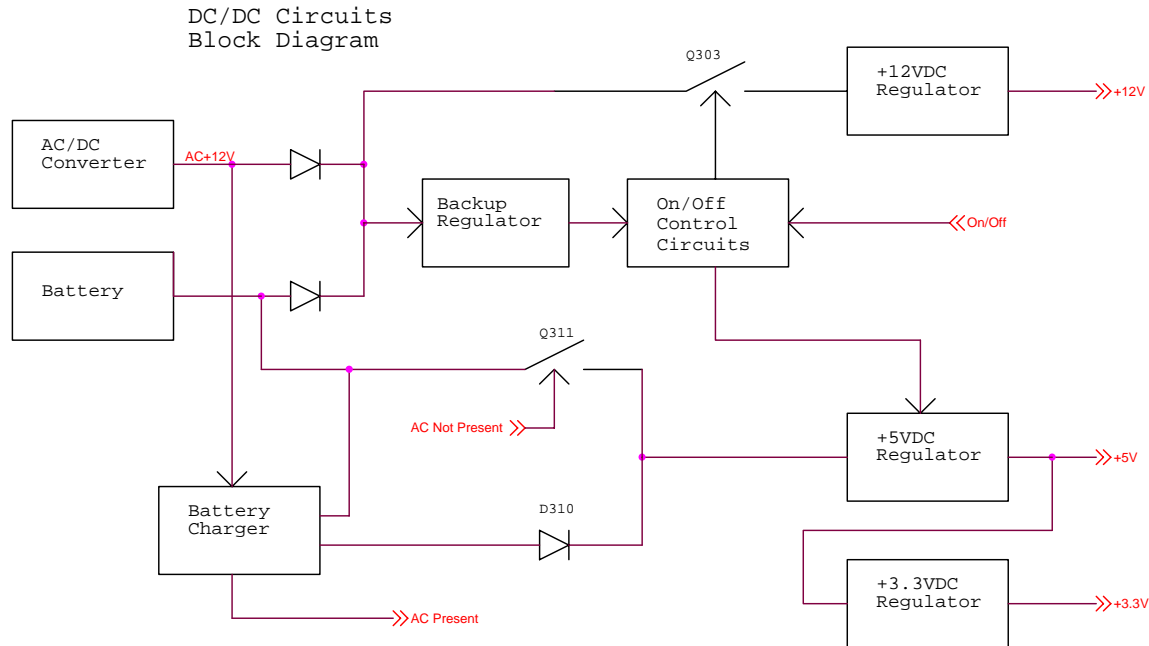 DC/DC Circuits
Block Diagram
Q303
+12VDC
Regulator
+12V
AC/DC
Converter
AC+12V
Backup
Regulator
On/Off
Control
Circuits
On/Off
Battery
Q311
AC Not Present
+5VDC
Regulator
+5V
Battery
Charger
D310
+3.3VDC
Regulator
+3.3V
AC Present